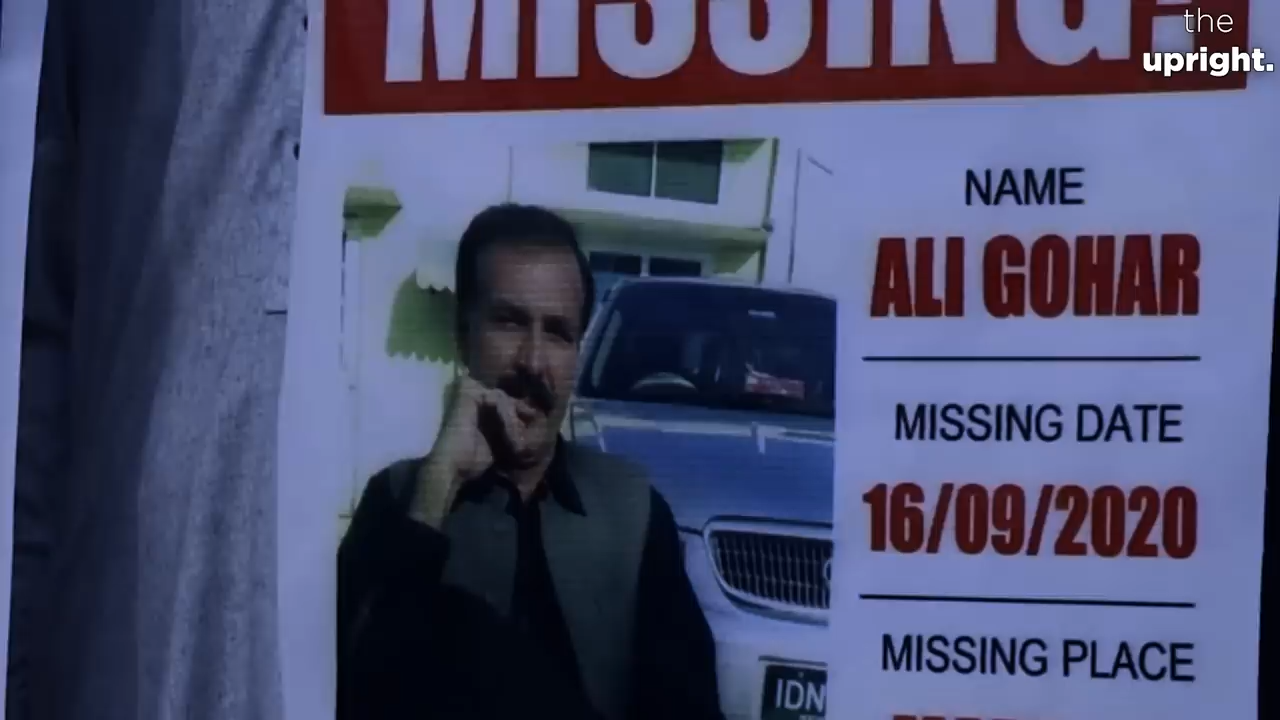 MISSING
the
upright.
NAME
ALI GOHAR
MISSING DATE
16/09/2020
MISSING PLACE
IDN